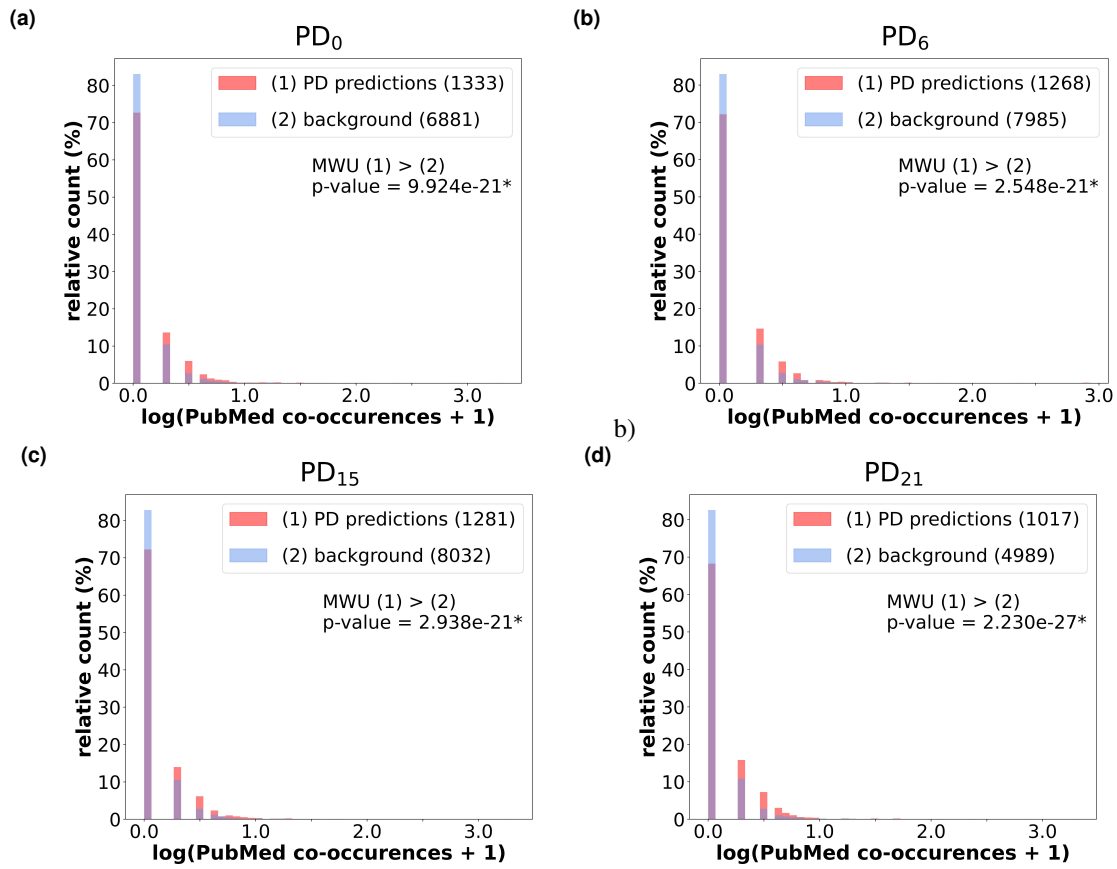 (a)
PD0
(1) PD predictions (1333)
(2) background (6881)
MWU (1) > (2)
p-value = 9.924e-21*
relative count (%)
80
70
60
50
40
30
20
10
0
0.0 1.0 2.0 3.0
log(PubMed co-occurences + 1)
(b)
PD6
(1) PD predictions (1268)
(2) background (7985)
MWU (1) > (2)
p-value = 2.548e-21*
relative count (%)
80
70
60
50
40
30
20
10
0
0.0 1.0 2.0 3.0
log(PubMed co-occurences + 1)
b)
(c)
PD15
(1) PD predictions (1281)
(2) background (8032)
MWU (1) > (2)
p-value = 2.938e-21*
relative count (%)
80
70
60
50
40
30
20
10
0
0.0 1.0 2.0 3.0
log(PubMed co-occurences + 1)
(d)
PD21
(1) PD predictions (1017)
(2) background (4989)
MWU (1) > (2)
p-value = 2.230e-27*
relative count (%)
80
70
60
50
40
30
20
10
0
0.0 1.0 2.0 3.0
log(PubMed co-occurences + 1)